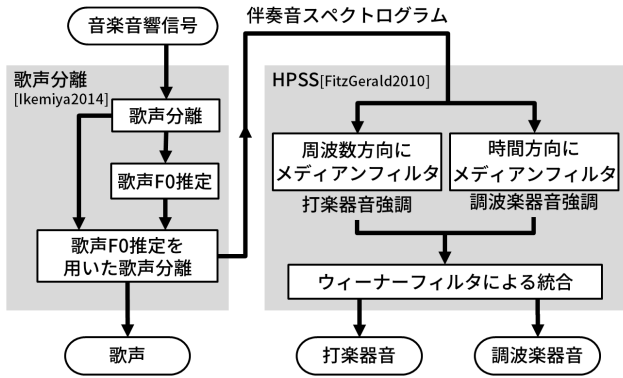 音楽音響信号
伴奏音スペクトログラム
歌声分離
[Ikemiya2014]
歌声分離
歌声F0推定
歌声F0推定を
用いた歌声分離
歌声
HPSS[FitzGerald2010]
周波数方向に
メディアンフィルタ
打楽器音強調
時間方向に
メディアンフィルタ
調波楽器音強調
ウィーナーフィルタによる統合
打楽器音
調波楽器音